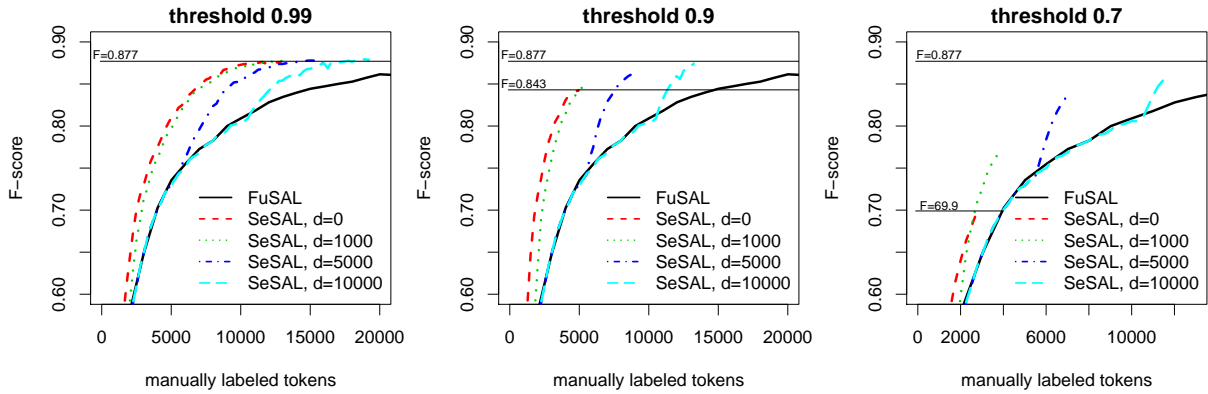 threshold 0.99
F−score
0.90
0.80
0.70
0.60
F=0.877
FuSAL
SeSAL, d=0
SeSAL, d=1000
SeSAL, d=5000
SeSAL, d=10000
0 5000 10000 15000 20000
manually labeled tokens
threshold 0.9
F−score
0.90
0.80
0.70
0.60
F=0.877
F=0.843
FuSAL
SeSAL, d=0
SeSAL, d=1000
SeSAL, d=5000
SeSAL, d=10000
0 5000 10000 15000 20000
manually labeled tokens
threshold 0.7
F−score
0.90
0.80
0.70
0.60
F=0.877
F=69.9
FuSAL
SeSAL, d=0
SeSAL, d=1000
SeSAL, d=5000
SeSAL, d=10000
0 2000 6000 10000
manually labeled tokens